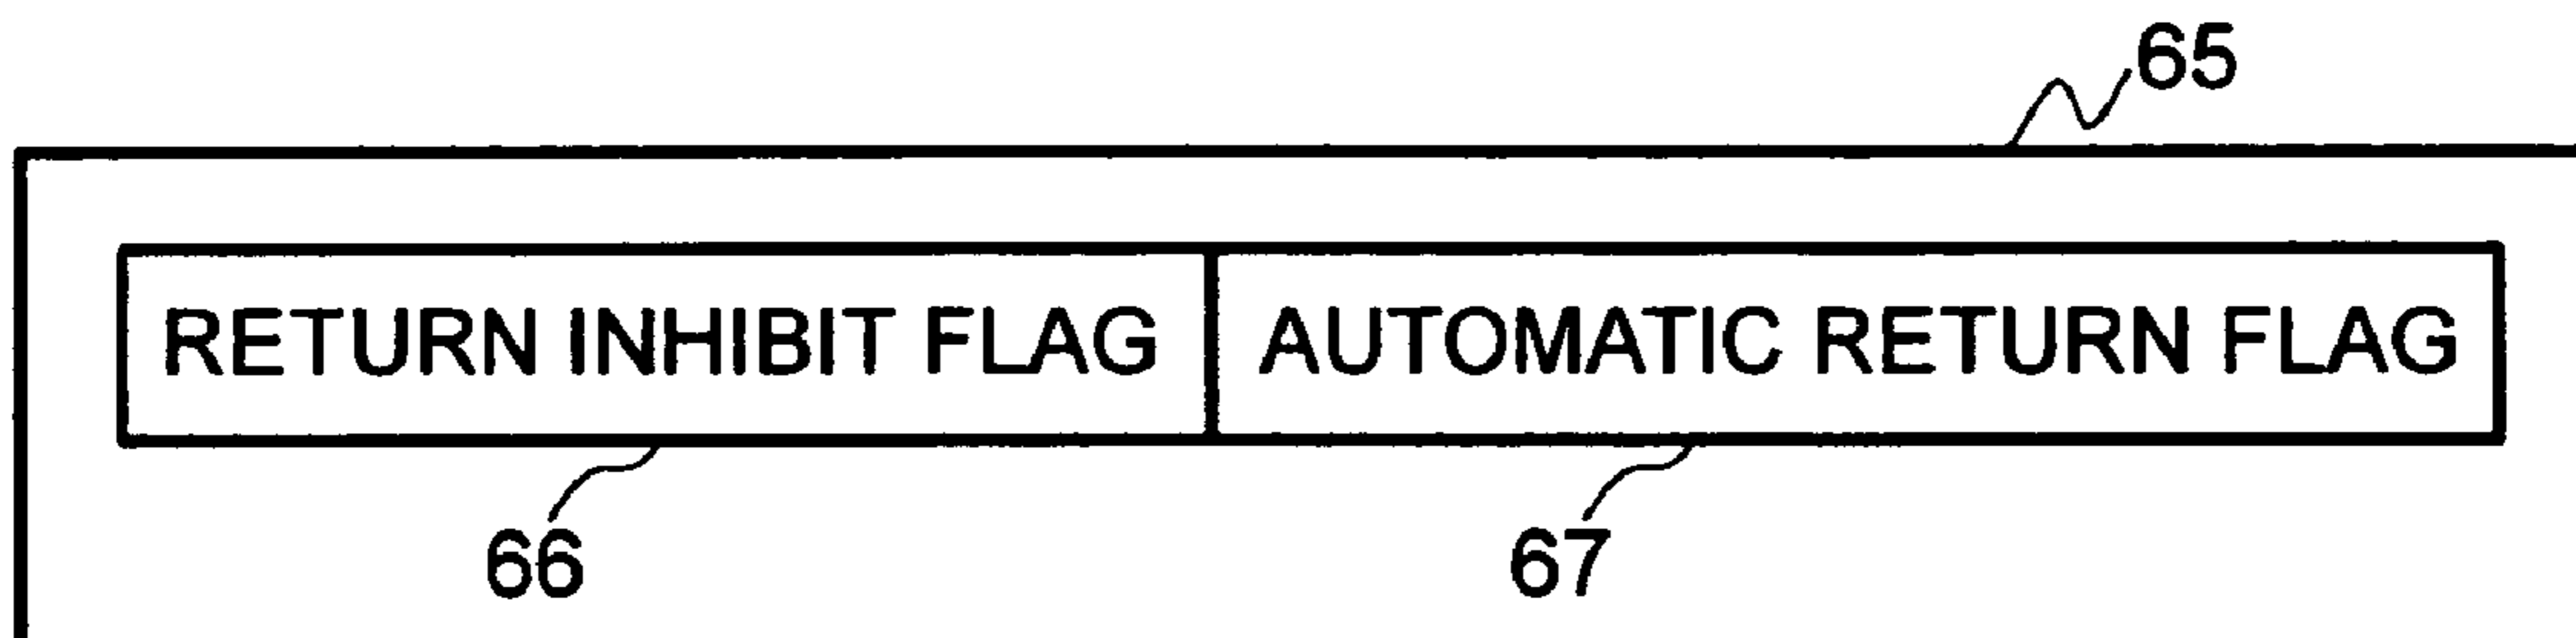 65
RETURN INHIBIT FLAG AUTOMATIC RETURN FLAG
66 67